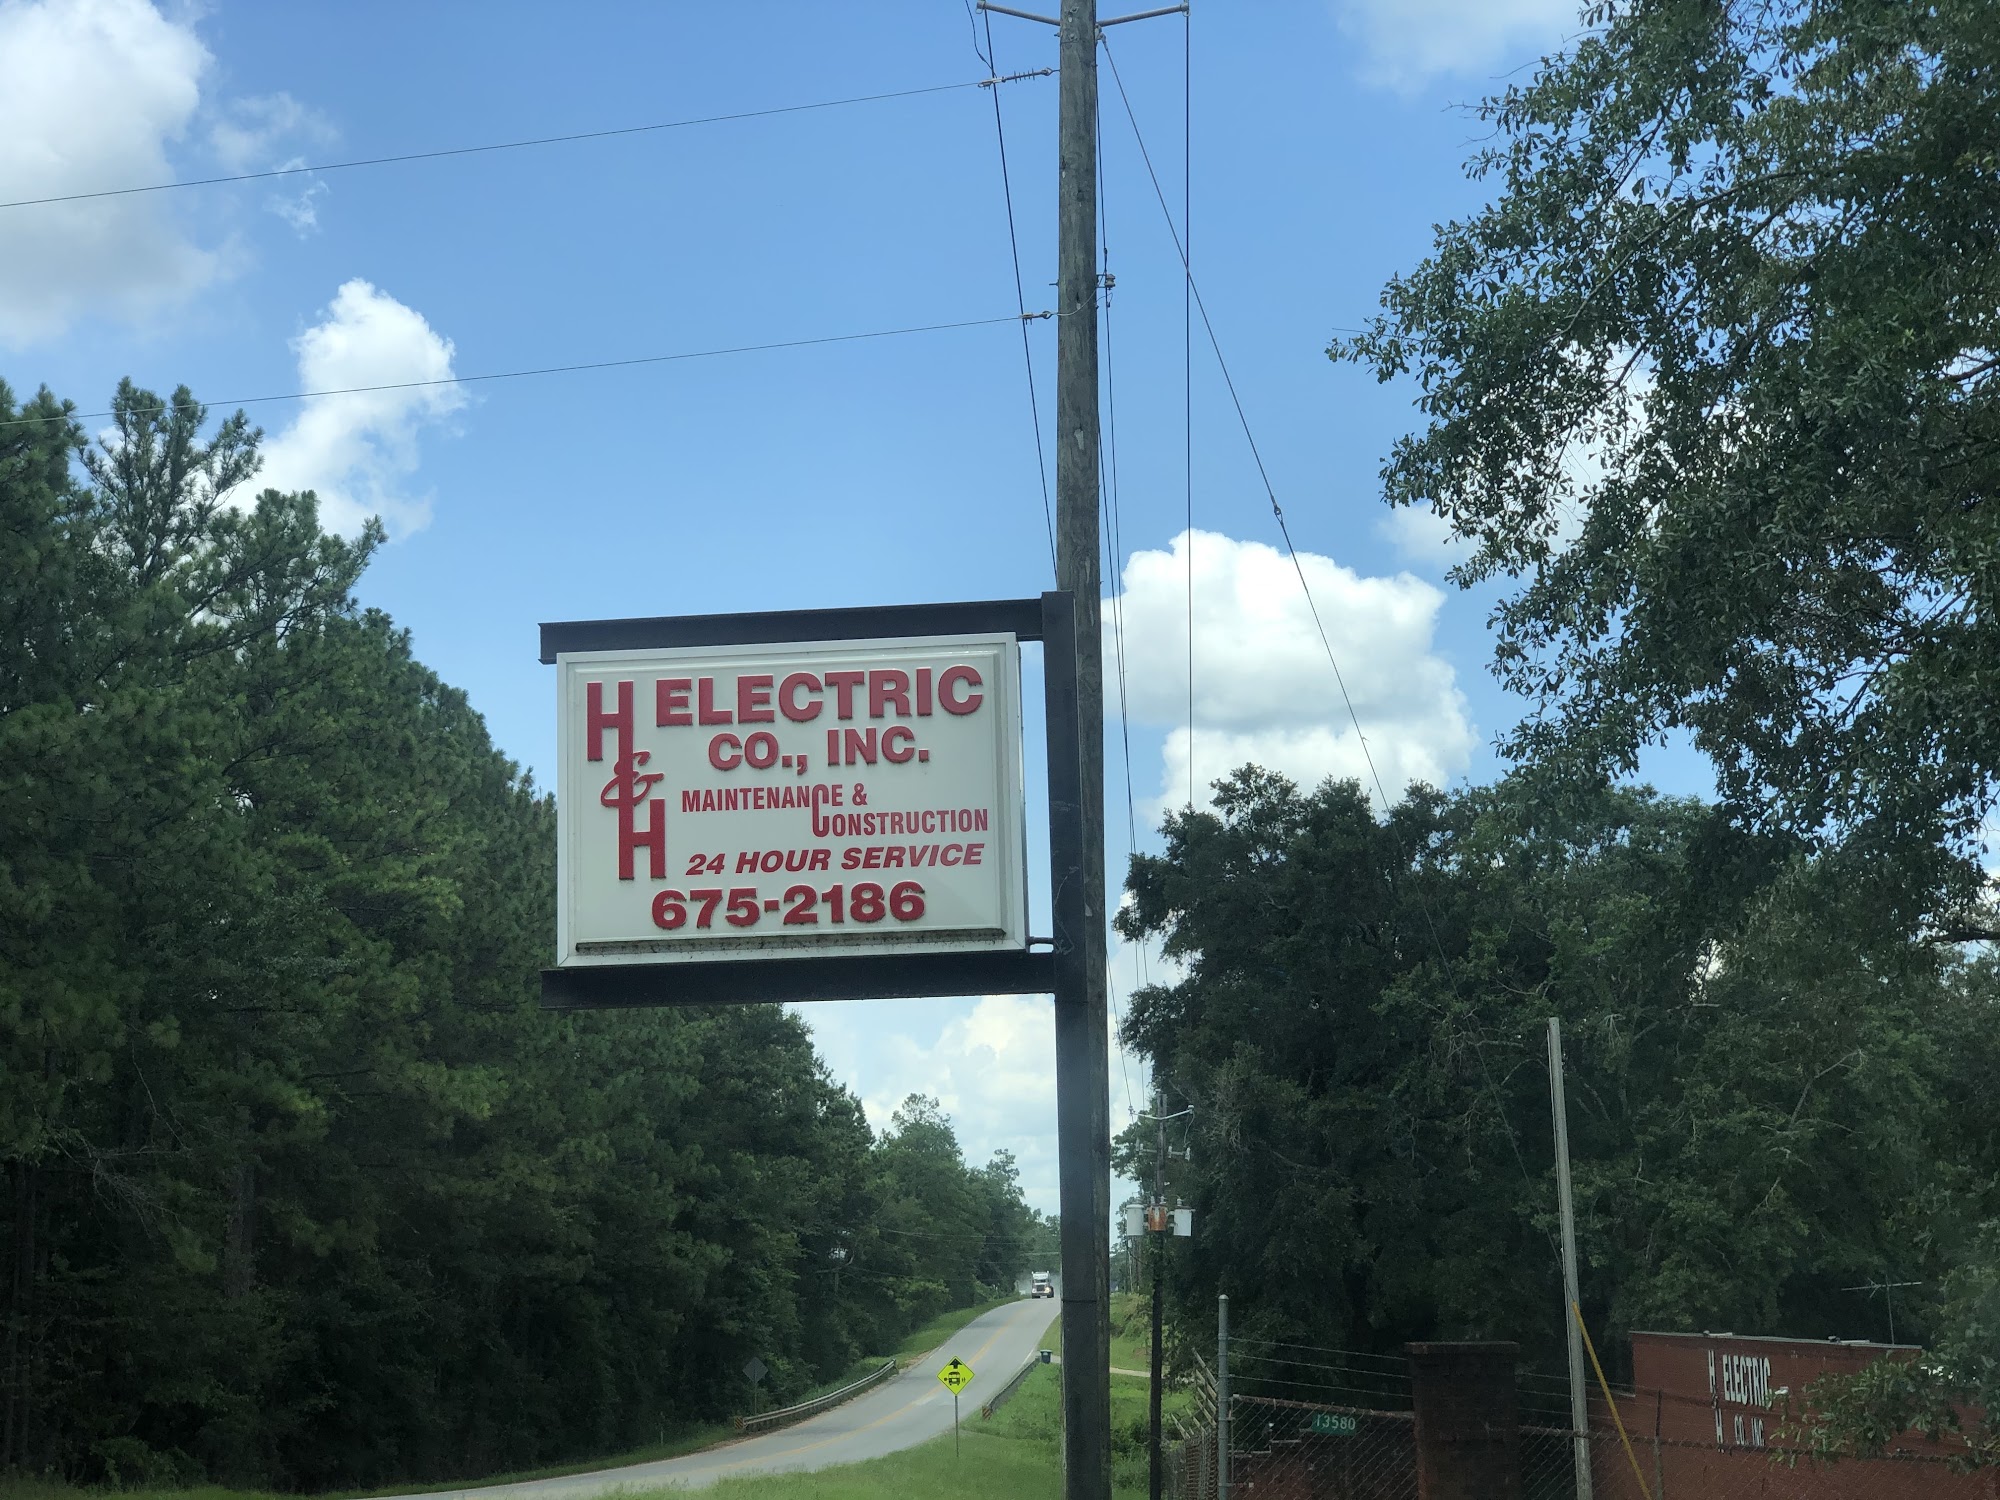 H&H
ELECTRIC
CO., INC.
MAINTENANCE &
CONSTRUCTION
24 HOUR SERVICE
675-2186
13580
H ELECTRIC
H CO. INC.